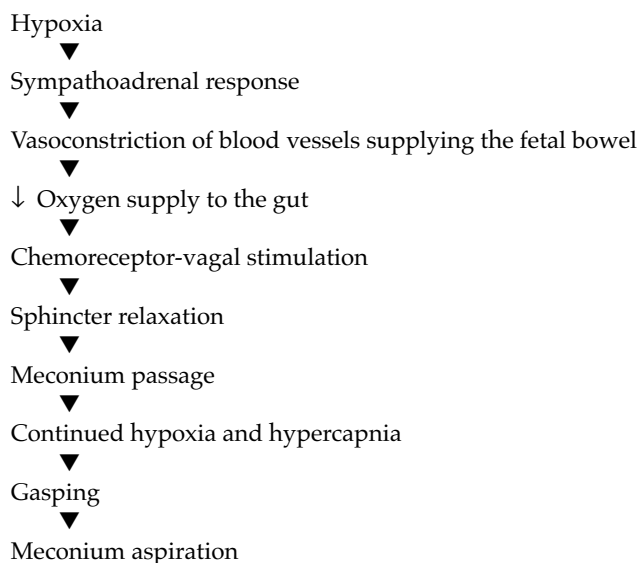 Hypoxia
▼
Sympathoadrenal response
▼
Vasoconstriction of blood vessels supplying the fetal bowel
▼
↓ Oxygen supply to the gut
▼
Chemoreceptor-vagal stimulation
▼
Sphincter relaxation
▼
Meconium passage
▼
Continued hypoxia and hypercapnia
▼
Gasping
▼
Meconium aspiration